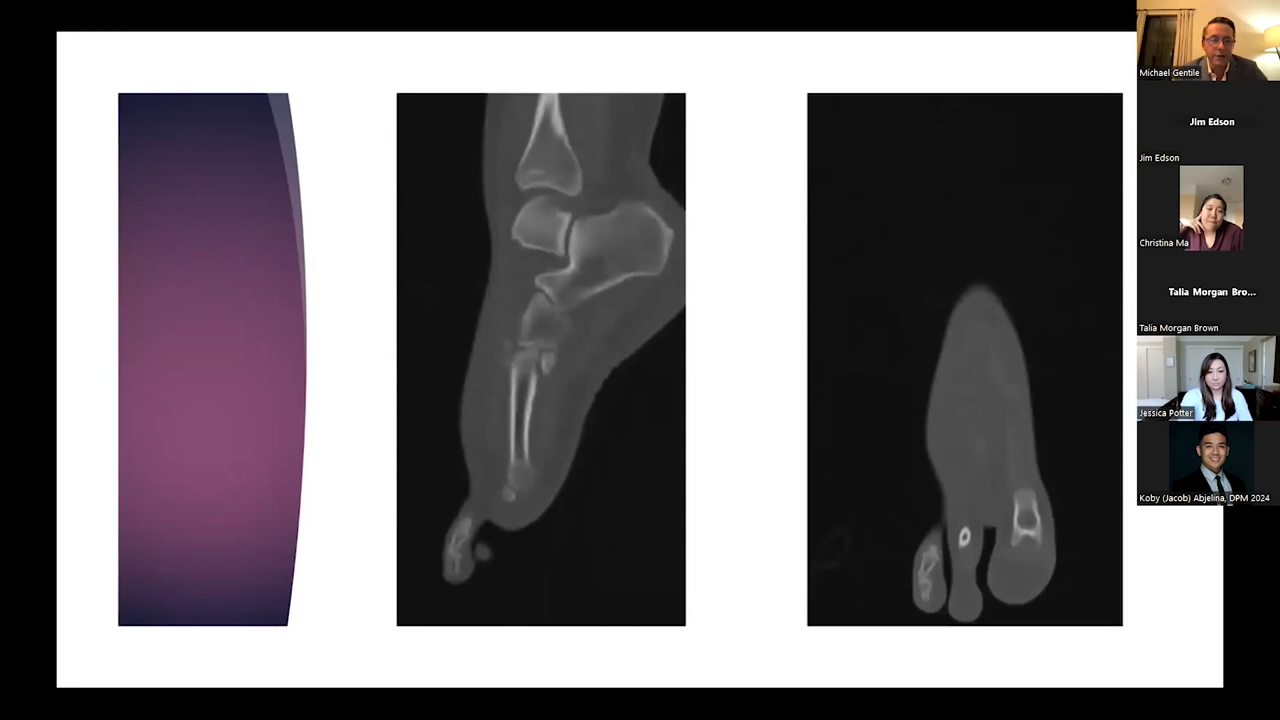 Michael Gentile
Jim Edson
Jim Edson
Christina Ma
Talia Morgan Bro...
Talia Morgan Brown
Jessica Potter
Koby (Jacob) Abjelina, DPM 2024